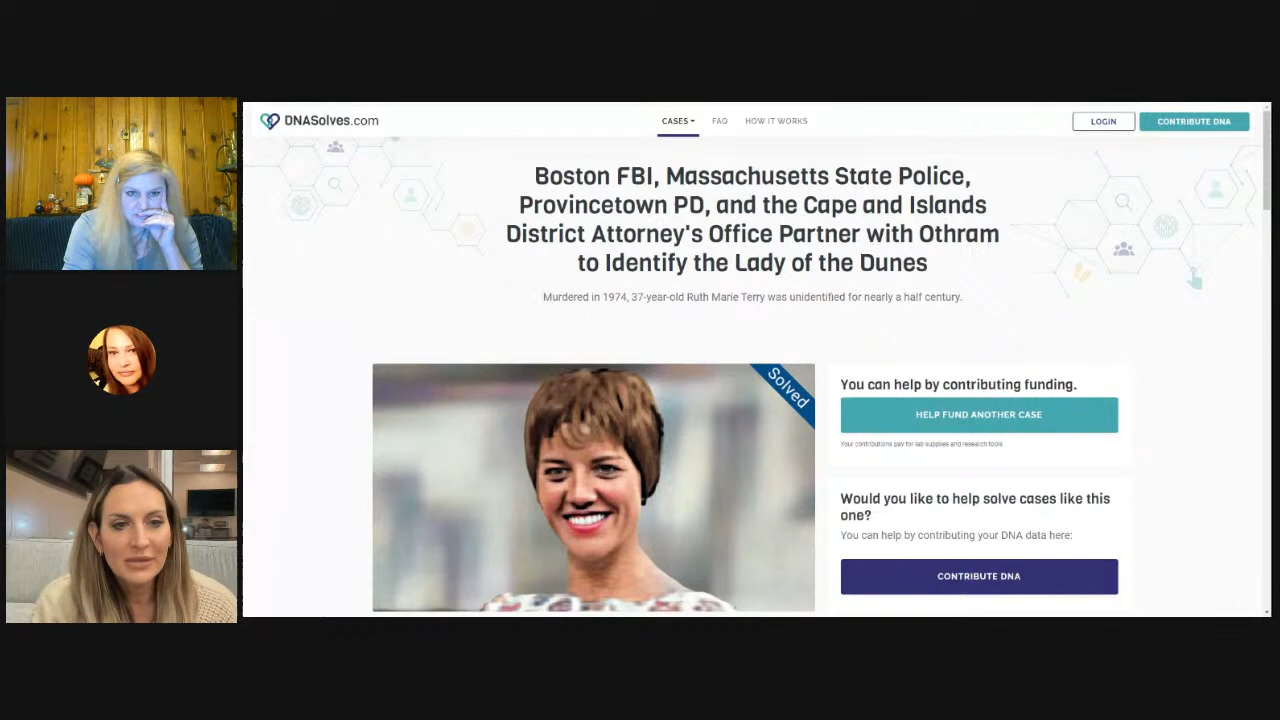 DNASolves.com
CASES
FAQ
HOW IT WORKS
LOGIN
CONTRIBUTE DNA
Boston FBI, Massachusetts State Police,
Provincetown PD, and the Cape and Islands
District Attorney's Office Partner with Othram
to Identify the Lady of the Dunes
Murdered in 1974, 37-year-old Ruth Marie Terry was unidentified for nearly a half century.
Solved
You can help by contributing funding.
HELP FUND ANOTHER CASE
Your contributions pay for lab supplies and research tools
Would you like to help solve cases like this
one?
You can help by contributing your DNA data here:
CONTRIBUTE DNA